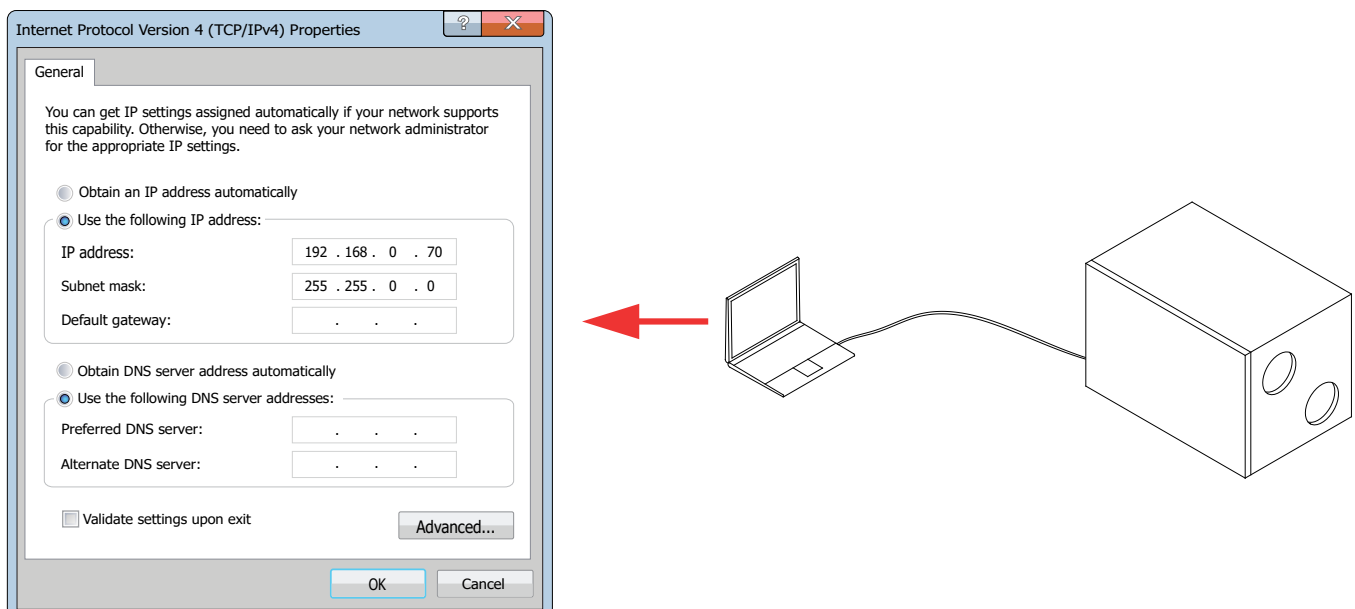 Internet Protocol Version 4 (TCP/IPv4) Properties
?
General
You can get IP settings assigned automatically if your network supports
this capability. Otherwise, you need to ask your network administrator
for the appropriate IP settings.
Obtain an IP address automatically
Use the following IP address:
IP address: 192 . 168 . 0 . 70
Subnet mask: 255 . 255 . 0 . 0
Default gateway: . . .
Obtain DNS server address automatically
Use the following DNS server addresses:
Preferred DNS server: . . .
Alternate DNS server: . . .
Validate settings upon exit
Advanced...
OK Cancel